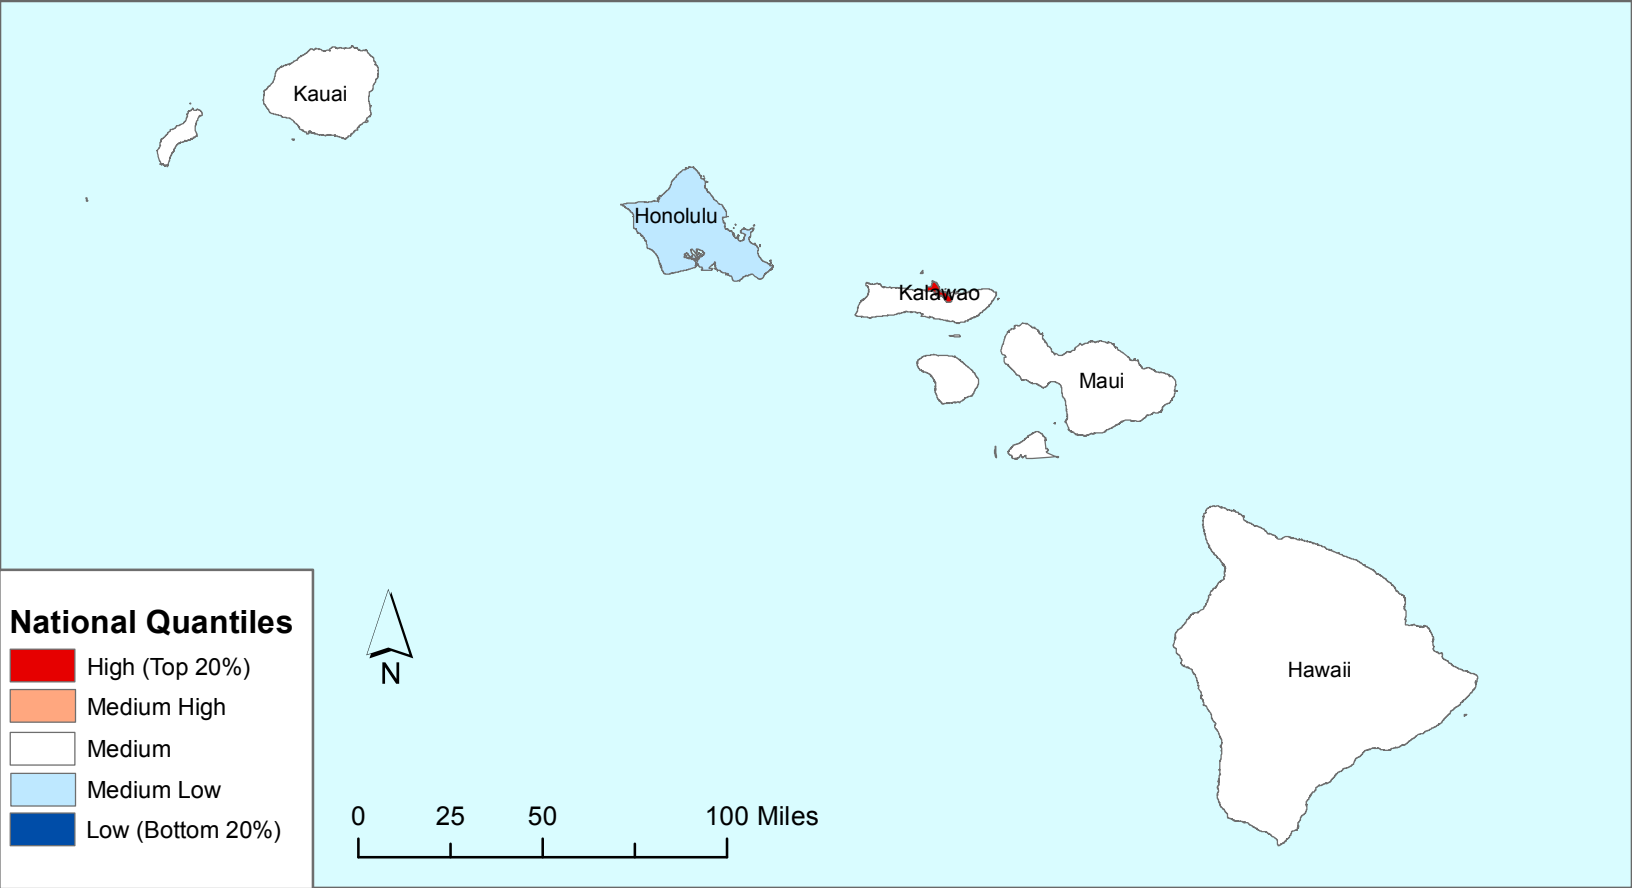 Kauai
Honolulu
Kalawao
Maui
Hawaii
National Quantiles
High (Top 20%)
Medium High
Medium
Medium Low
Low (Bottom 20%)
N
0 25 50 100 Miles